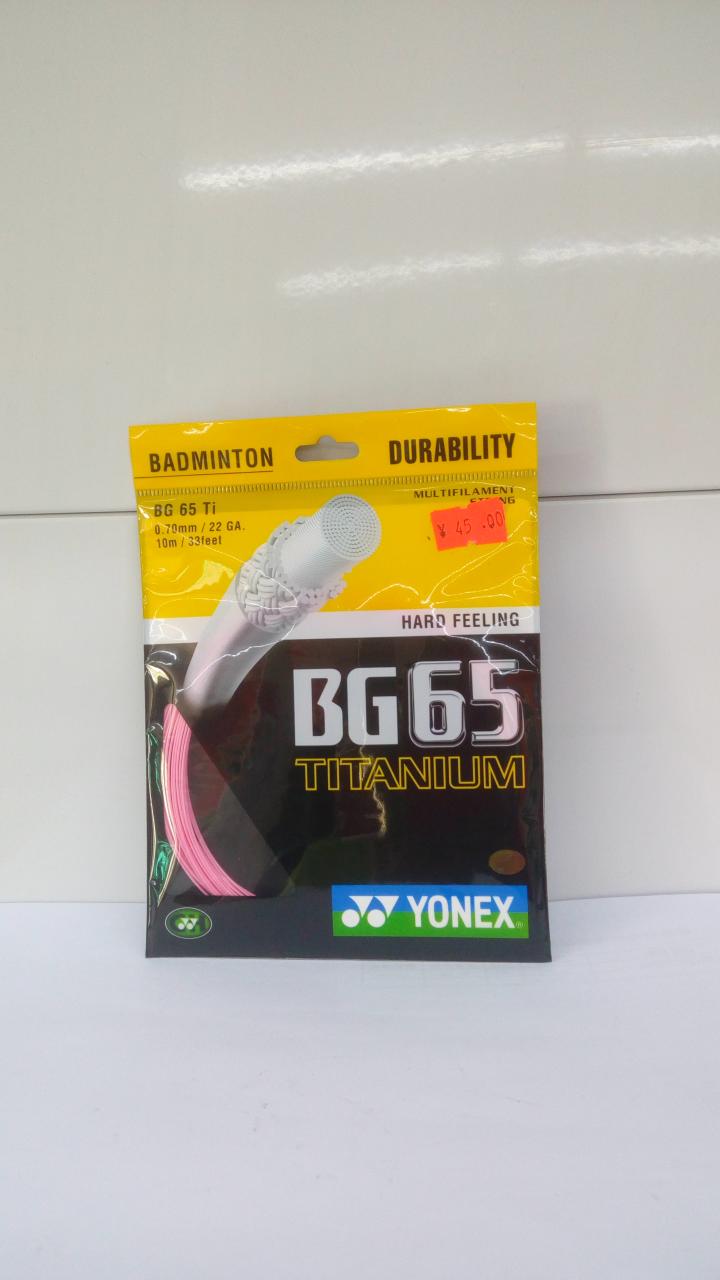 BADMINTON
DURABILITY
BG 65 Ti
0.70mm / 22 GA.
10m / 33feet
MULTIFILAMENT
¥ 45.00
HARD FEELING
BG65
TITANIUM
YONEX®